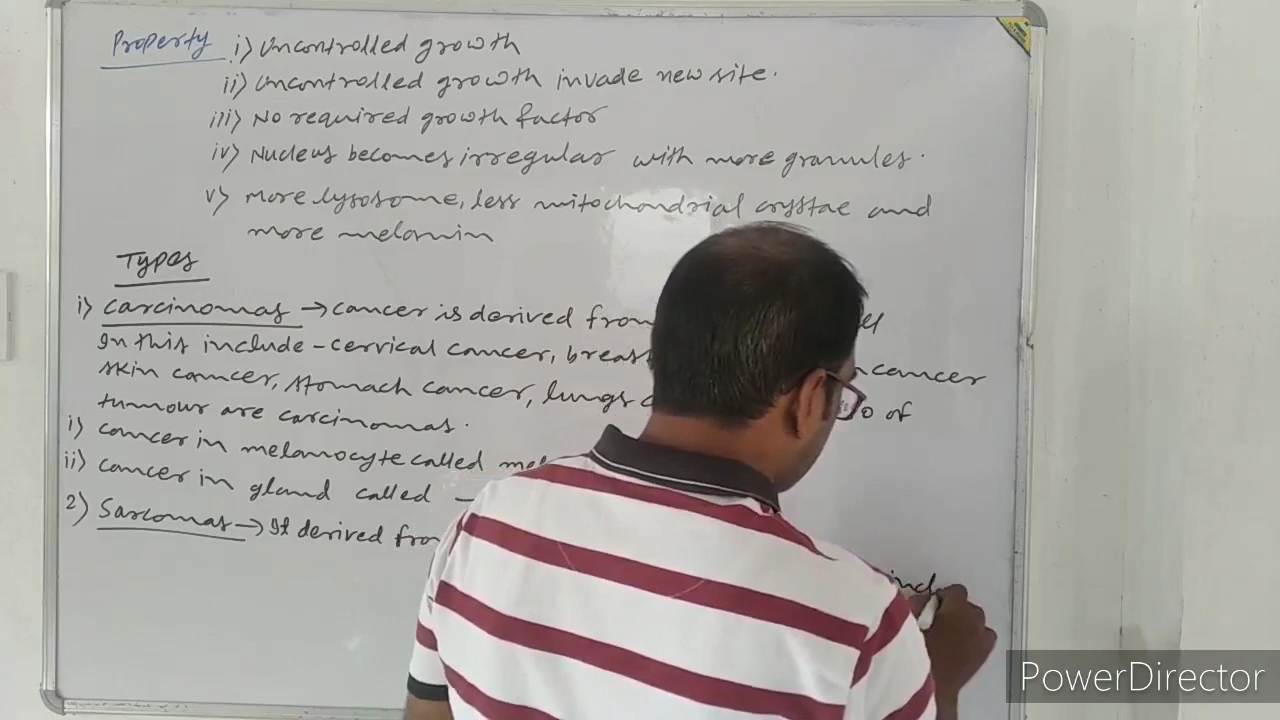 Property i) Uncontrolled growth
ii) Uncontrolled growth invade new site.
iii) No required growth factor
iv) Nucleus becomes irregular with more granules.
v) More lysosome, less mitochondrial crystae and
more melanin
Types
i) Carcinomas → cancer is derived from
In this include - cervical cancer, breast cancer
skin cancer, stomach cancer, lungs of
tumour are carcinomas.
i) cancer in melanocyte called
ii) cancer in gland called -
2) Sarcomas → It derived
PowerDirector